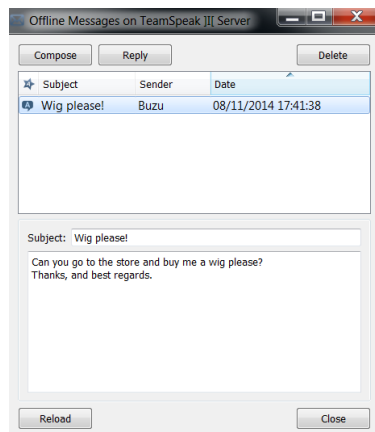 Offline Messages on TeamSpeak ]I[ Server
Compose Reply Delete
Subject Sender Date
Wig please! Buzu 08/11/2014 17:41:38
Subject: Wig please!
Can you go to the store and buy me a wig please?
Thanks, and best regards.
Reload Close